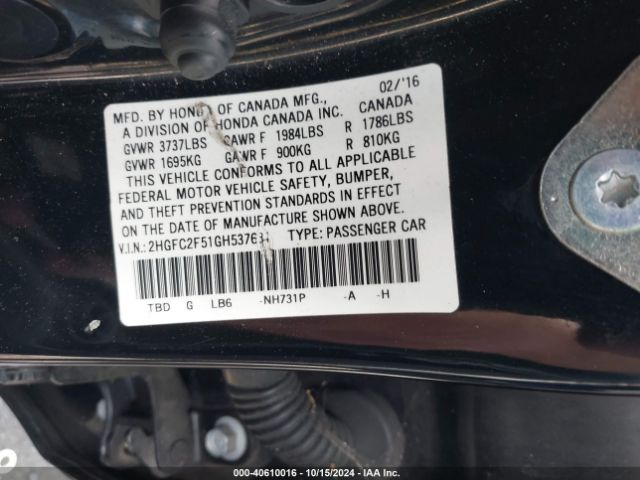 02/'16
MFD. BY HONDA OF CANADA MFG.,
A DIVISION OF HONDA CANADA INC. CANADA
GVWR 3737LBS GAWR F 1984LBS R 1786LBS
GVWR 1695KG GAWR F 900KG R 810KG
THIS VEHICLE CONFORMS TO ALL APPLICABLE
FEDERAL MOTOR VEHICLE SAFETY, BUMPER,
AND THEFT PREVENTION STANDARDS IN EFFECT
ON THE DATE OF MANUFACTURE SHOWN ABOVE.
V.I.N.: TYPE: PASSENGER CAR
TBD G LB6 -NH731P -A -H
000-40610016 - 10/15/2024 - IAA Inc.